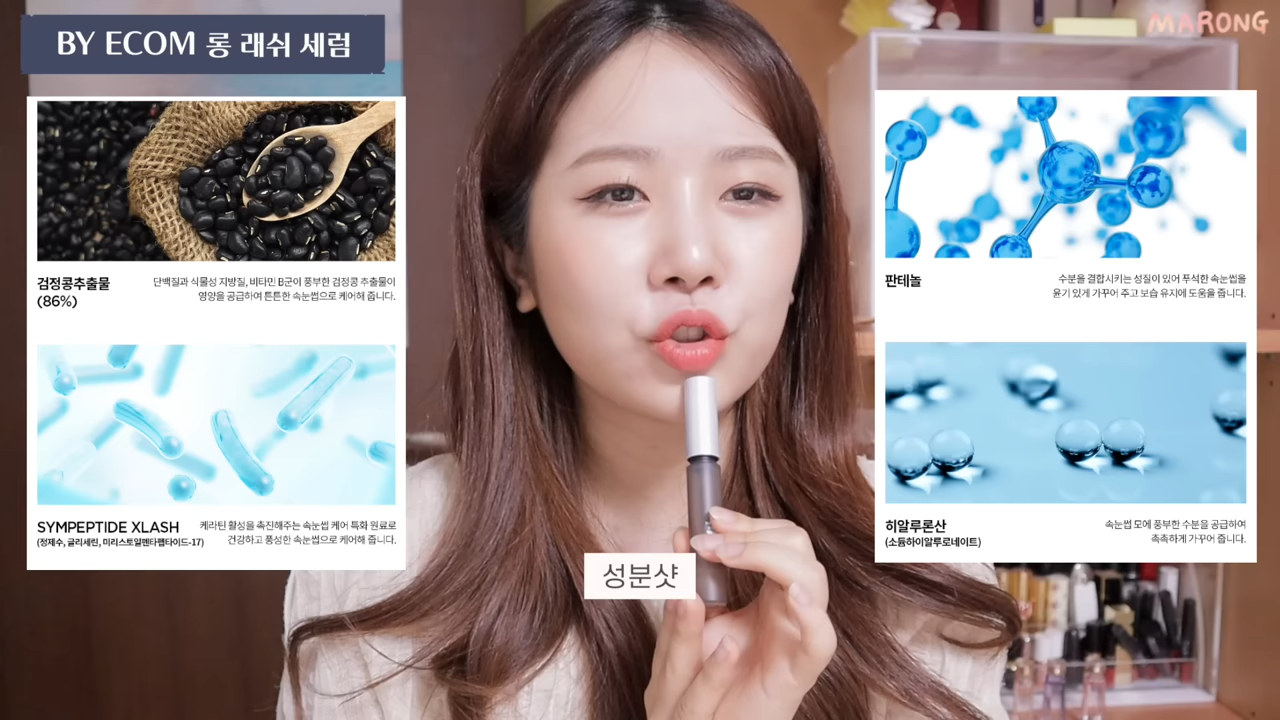 BY ECOM 롱 래쉬 세럼
MARONG
검정콩추출물
(86%)
단백질과 식물성 지방질, 비타민 B군이 풍부한 검정콩 추출물이
영양을 공급하여 튼튼한 속눈썹으로 케어해 줍니다.
SYMPEPTIDE XLASH
(정제수, 글리세린, 미리스토일펜타펩타이드-17)
케라틴 활성을 촉진해주는 속눈썹 케어 특화 원료로
건강하고 풍성한 속눈썹으로 케어해 줍니다.
판테놀
수분을 결합시키는 성질이 있어 푸석한 속눈썹을
윤기 있게 가꾸어 주고 보습 유지에 도움을 줍니다.
히알루론산
(소듐하이알루로네이트)
속눈썹 모에 풍부한 수분을 공급하여
촉촉하게 가꾸어 줍니다.
성분샷